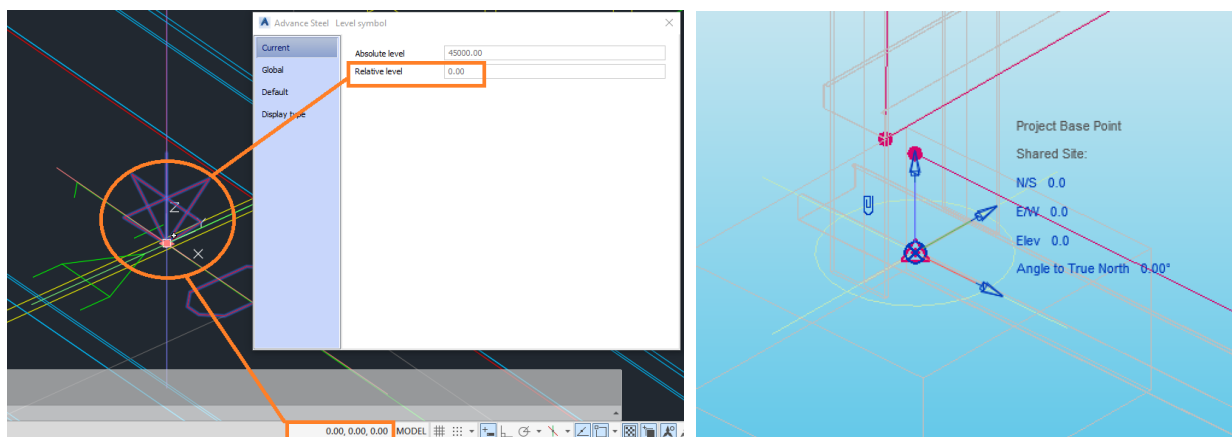 Advance Steel   Level symbol
Current
Global
Default
Display type
Absolute level
45000.00
Relative level
0.00
Z
X
0.00, 0.00, 0.00
MODEL
Project Base Point
Shared Site:
N/S 0.0
E/W 0.0
Elev 0.0
Angle to True North 0.00°